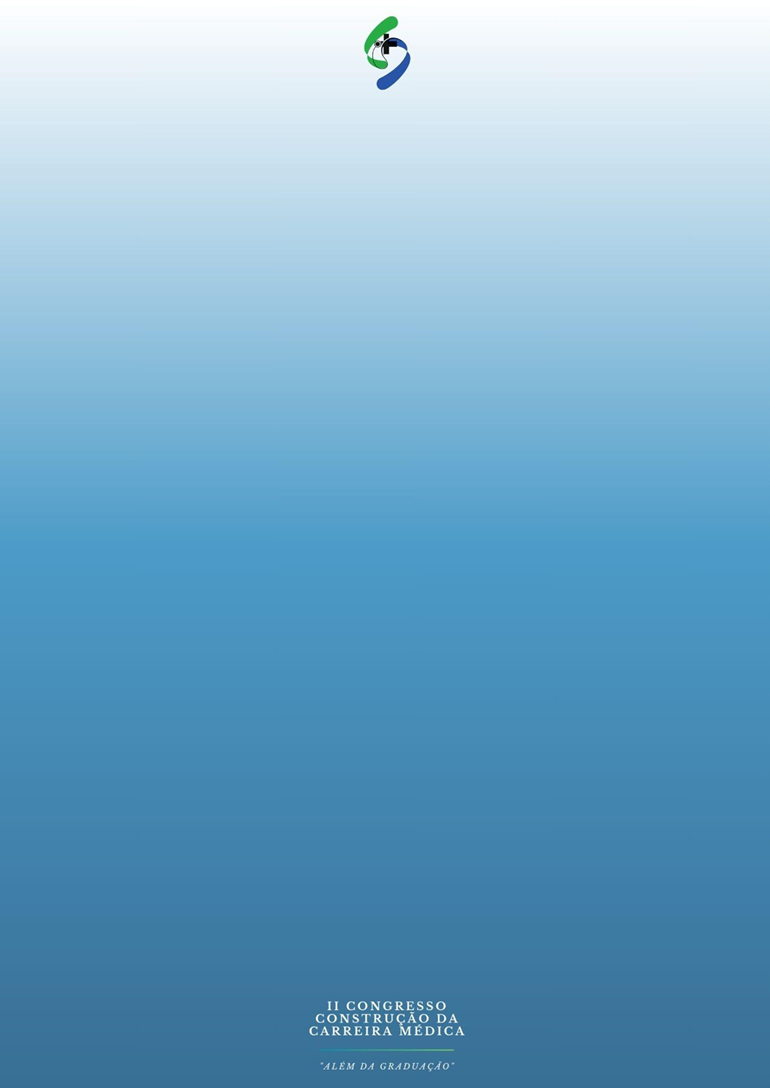 II CONGRESSO
CONSTRUÇÃO DA
CARREIRA MÉDICA
"ALÉM DA GRADUAÇÃO"